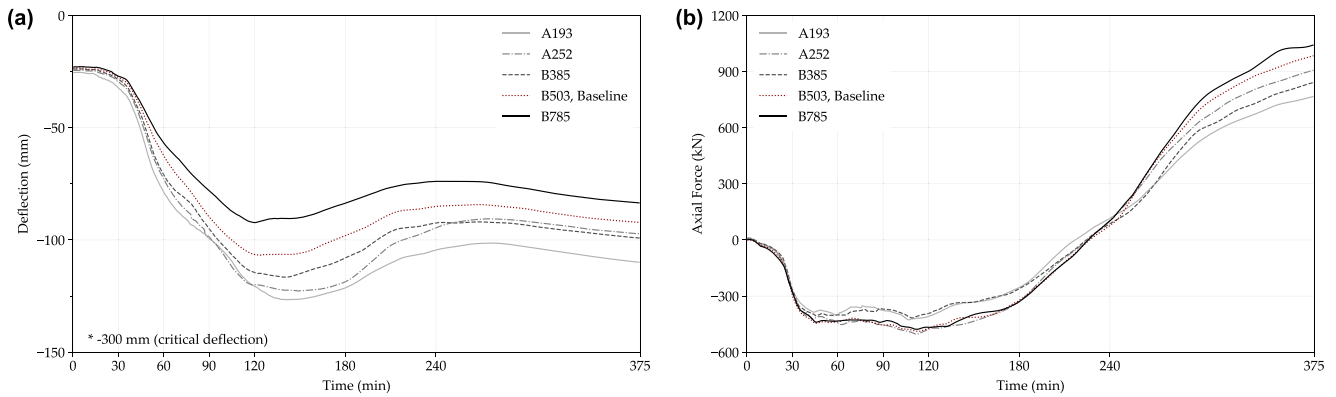 (a)
0
−50
−100
−150
Deflection (mm)
A193
A252
B385
B503, Baseline
B785
* -300 mm (critical deflection)
0 30 60 90 120 180 240 375
Time (min)
(b)
1200
900
600
300
0
−300
−600
Axial Force (kN)
A193
A252
B385
B503, Baseline
B785
0 30 60 90 120 180 240 375
Time (min)